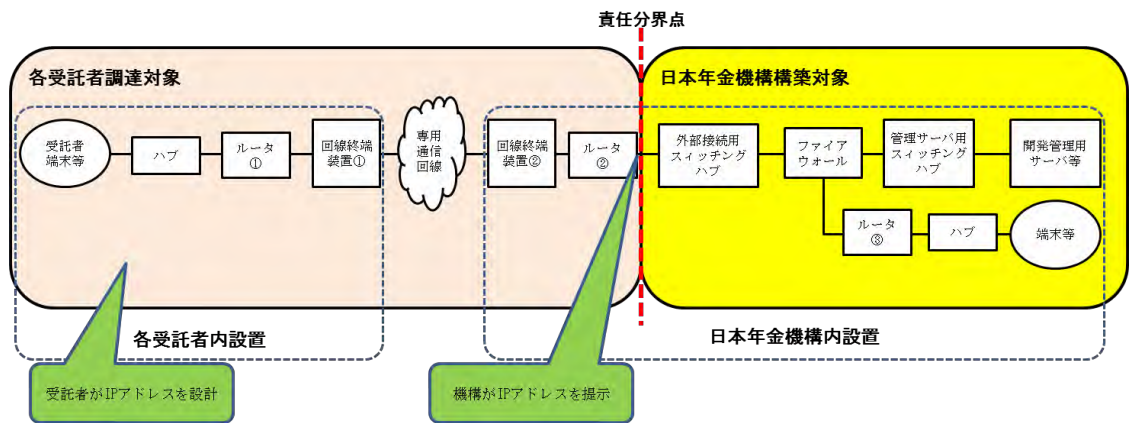 責任分界点
各受託者調達対象
日本年金機構構築対象
受託者
端末等
ハブ
ルータ
①
回線終端
装置①
専用
通信
回線
回線終端
装置②
ルータ
②
外部接続用
スイッチング
ハブ
ファイア
ウォール
管理サーバ用
スイッチング
ハブ
開発管理用
サーバ等
ルータ
③
ハブ
端末等
各受託者内設置
日本年金機構内設置
受託者がIPアドレスを設計
機構がIPアドレスを提示